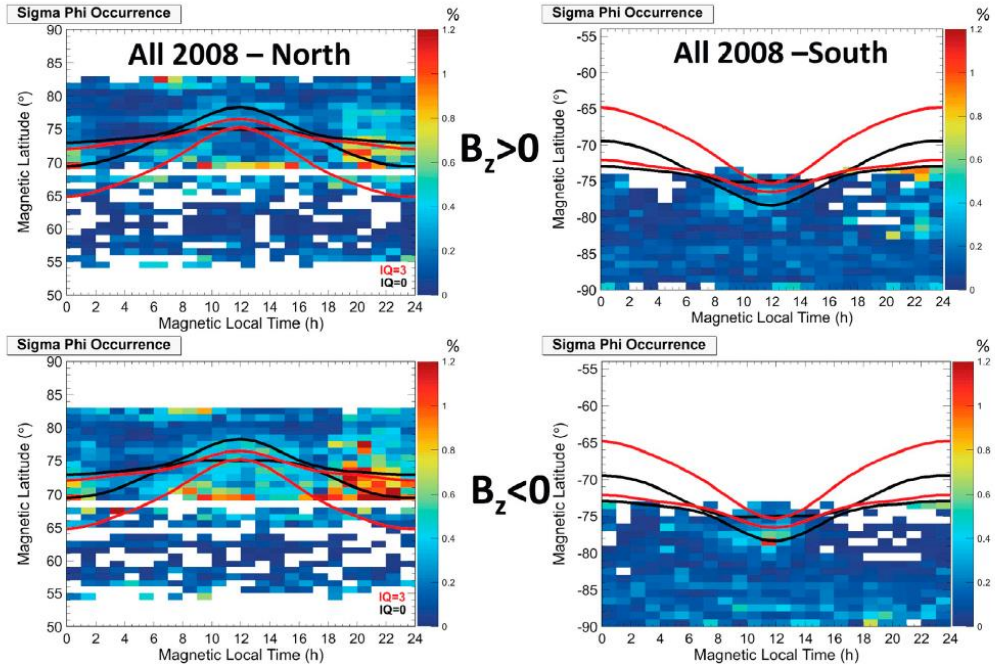 Sigma Phi Occurrence
%
All 2008 – North
Magnetic Latitude (°)
90
85
80
75
70
65
60
55
50
1.2
1
0.8
0.6
0.4
0.2
0
IQ=3
IQ=0
0 2 4 6 8 10 12 14 16 18 20 22 24
Magnetic Local Time (h)
Bz>0
Sigma Phi Occurrence
%
All 2008 –South
Magnetic Latitude (°)
-55
-60
-65
-70
-75
-80
-85
-90
1.2
1
0.8
0.6
0.4
0.2
0
0 2 4 6 8 10 12 14 16 18 20 22 24
Magnetic Local Time (h)
Sigma Phi Occurrence
%
Magnetic Latitude (°)
90
85
80
75
70
65
60
55
50
1.2
1
0.8
0.6
0.4
0.2
0
IQ=3
IQ=0
0 2 4 6 8 10 12 14 16 18 20 22 24
Magnetic Local Time (h)
Bz<0
Sigma Phi Occurrence
%
Magnetic Latitude (°)
-55
-60
-65
-70
-75
-80
-85
-90
1.2
1
0.8
0.6
0.4
0.2
0
0 2 4 6 8 10 12 14 16 18 20 22 24
Magnetic Local Time (h)